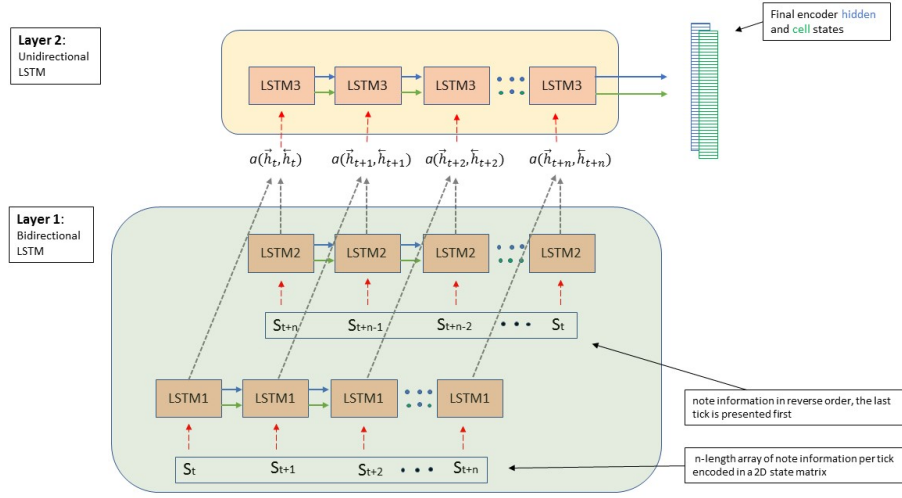 Layer 2:
Unidirectional
LSTM
Final encoder hidden
and cell states
LSTM3 LSTM3 LSTM3 LSTM3
a(h⃗t, h⃖t) a(h⃗t+1, h⃖t+1) a(h⃗t+2, h⃖t+2) a(h⃗t+n, h⃖t+n)
Layer 1:
Bidirectional
LSTM
LSTM2 LSTM2 LSTM2 LSTM2
St+n St+n-1 St+n-2 • • • St
LSTM1 LSTM1 LSTM1 LSTM1
note information in reverse order, the last
tick is presented first
St St+1 St+2 • • • St+n
n-length array of note information per tick
encoded in a 2D state matrix